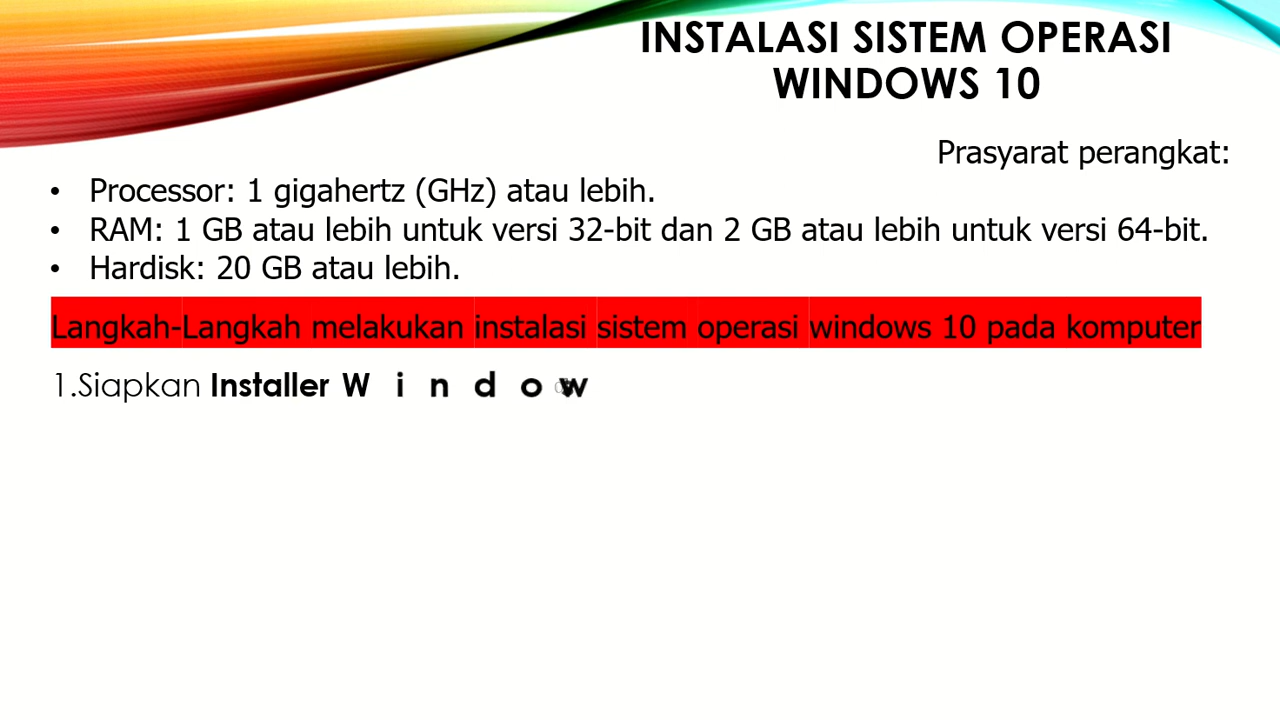 INSTALASI SISTEM OPERASI
WINDOWS 10
Prasyarat perangkat:
• Processor: 1 gigahertz (GHz) atau lebih.
• RAM: 1 GB atau lebih untuk versi 32-bit dan 2 GB atau lebih untuk versi 64-bit.
• Hardisk: 20 GB atau lebih.
Langkah-Langkah melakukan instalasi sistem operasi windows 10 pada komputer
1.Siapkan Installer W i n d o w